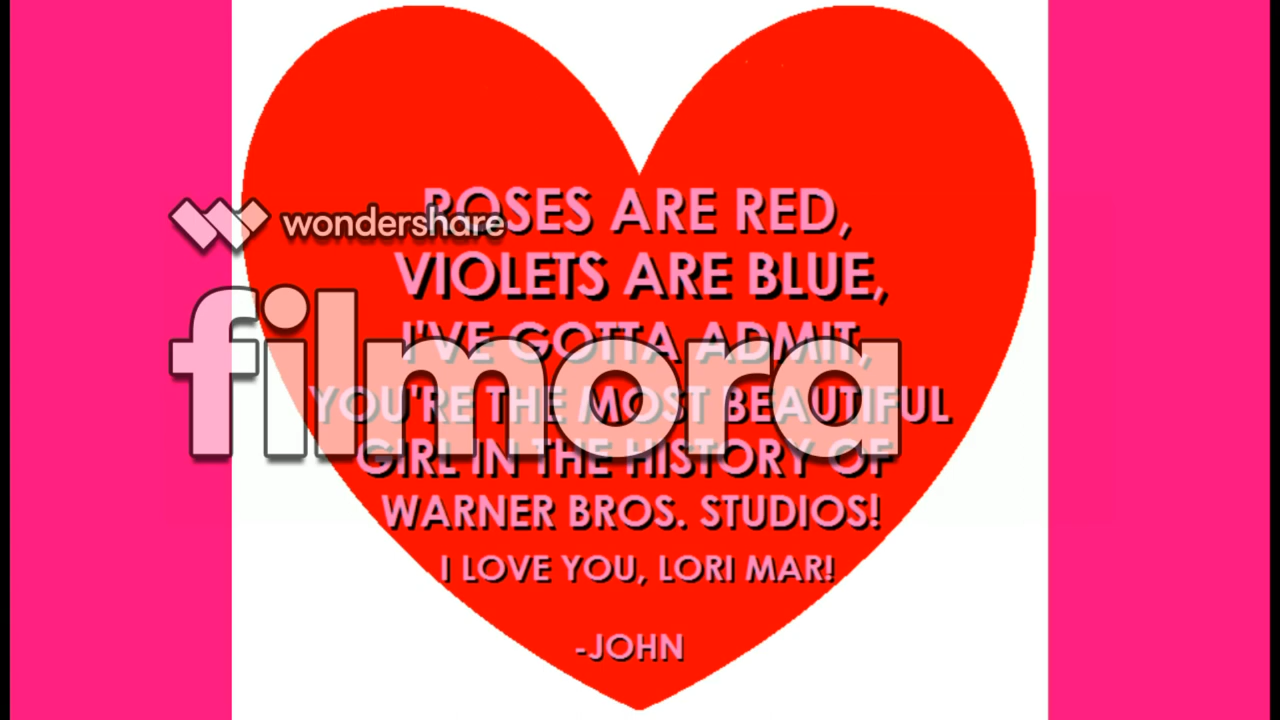 ROSES ARE RED,
wondershare
VIOLETS ARE BLUE,
filmora
I'VE GOTTA ADMIT,
YOU'RE THE MOST BEAUTIFUL
GIRL IN THE HISTORY OF
WARNER BROS. STUDIOS!
I LOVE YOU, LORI MAR!
-JOHN